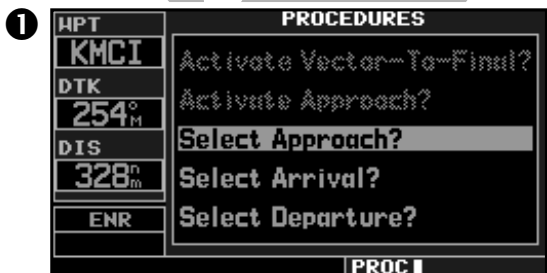 1
WPT
KMCI
DTK
254°M
DIS
328nm
ENR
PROCEDURES
Activate Vector-To-Final?
Activate Approach?
Select Approach?
Select Arrival?
Select Departure?
PROC